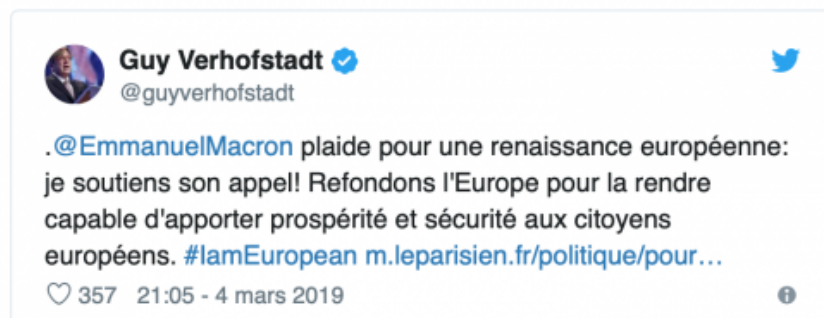 Guy Verhofstadt
@guyverhofstadt
.@EmmanuelMacron plaide pour une renaissance européenne:
je soutiens son appel! Refondons l'Europe pour la rendre
capable d'apporter prospérité et sécurité aux citoyens
européens. #IamEuropean m.leparisien.fr/politique/pour…
357 21:05 - 4 mars 2019